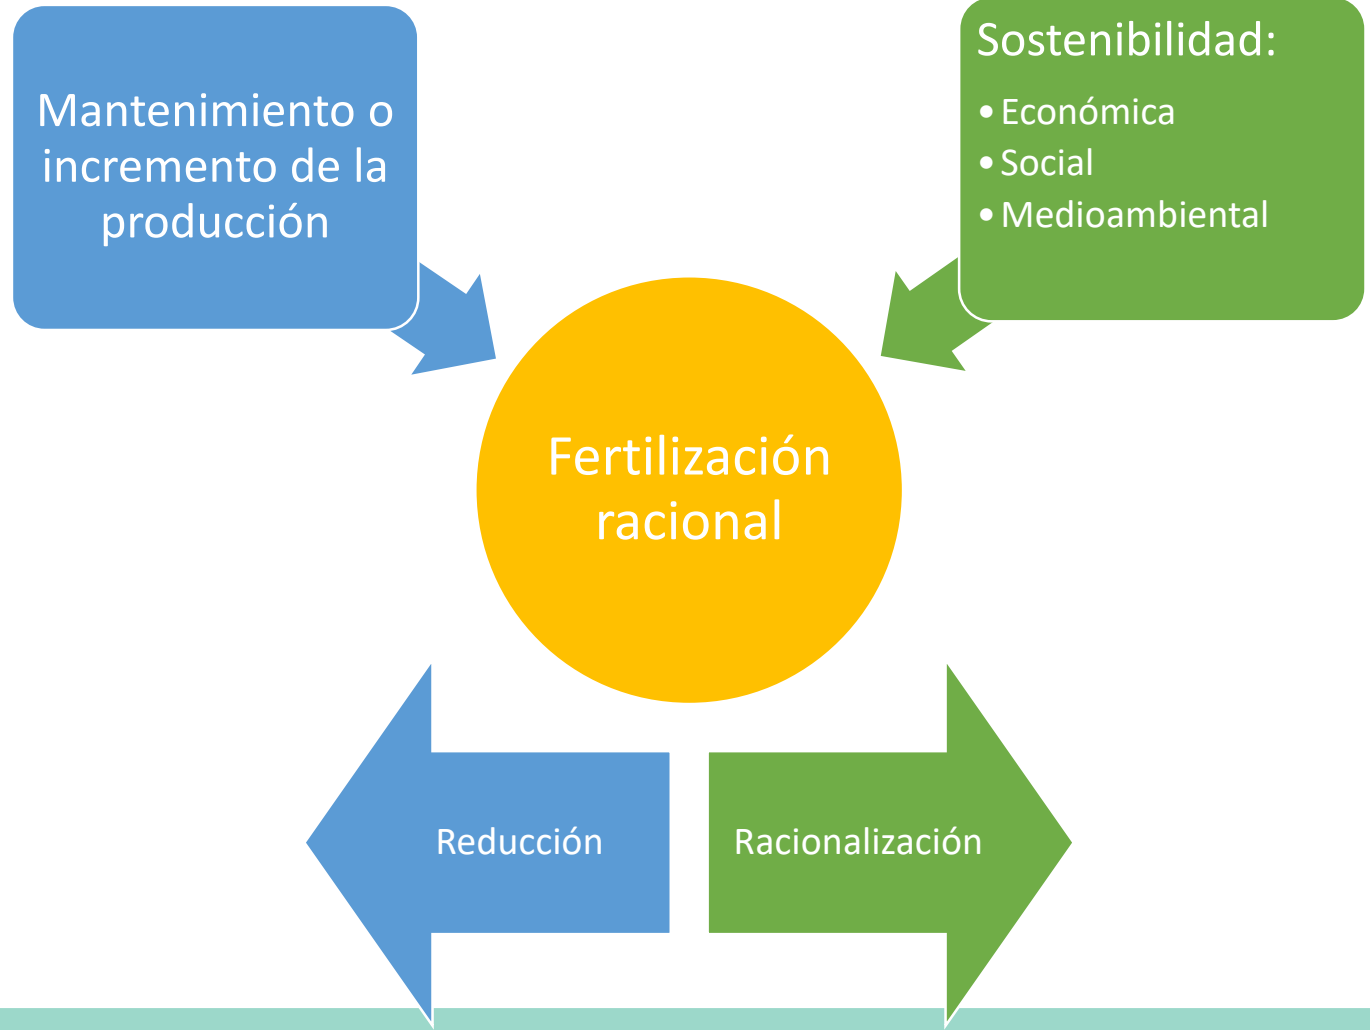 Mantenimiento o
incremento de la
producción
Sostenibilidad:
• Económica
• Social
• Medioambiental
Fertilización
racional
Reducción
Racionalización